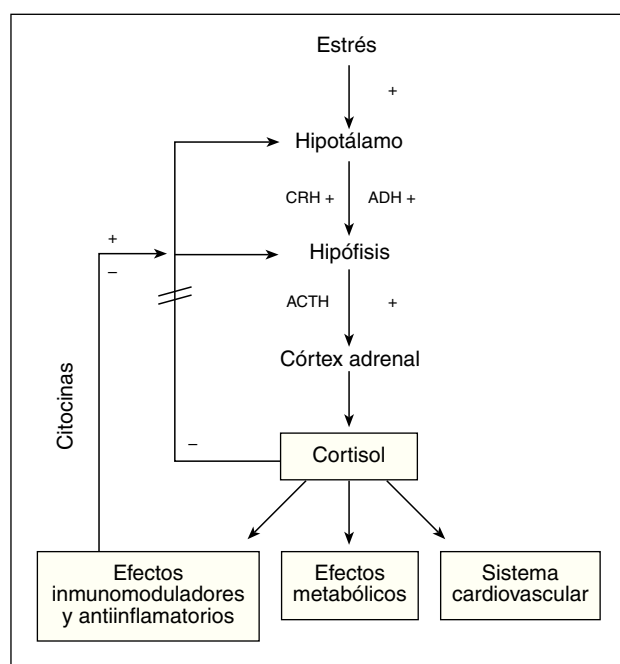 Estrés
+
Hipotálamo
CRH + ADH +
+
Hipófisis
–
ACTH +
Córtex adrenal
Citocinas
–
Cortisol
Efectos
inmunomoduladores
y antiinflamatorios
Efectos
metabólicos
Sistema
cardiovascular